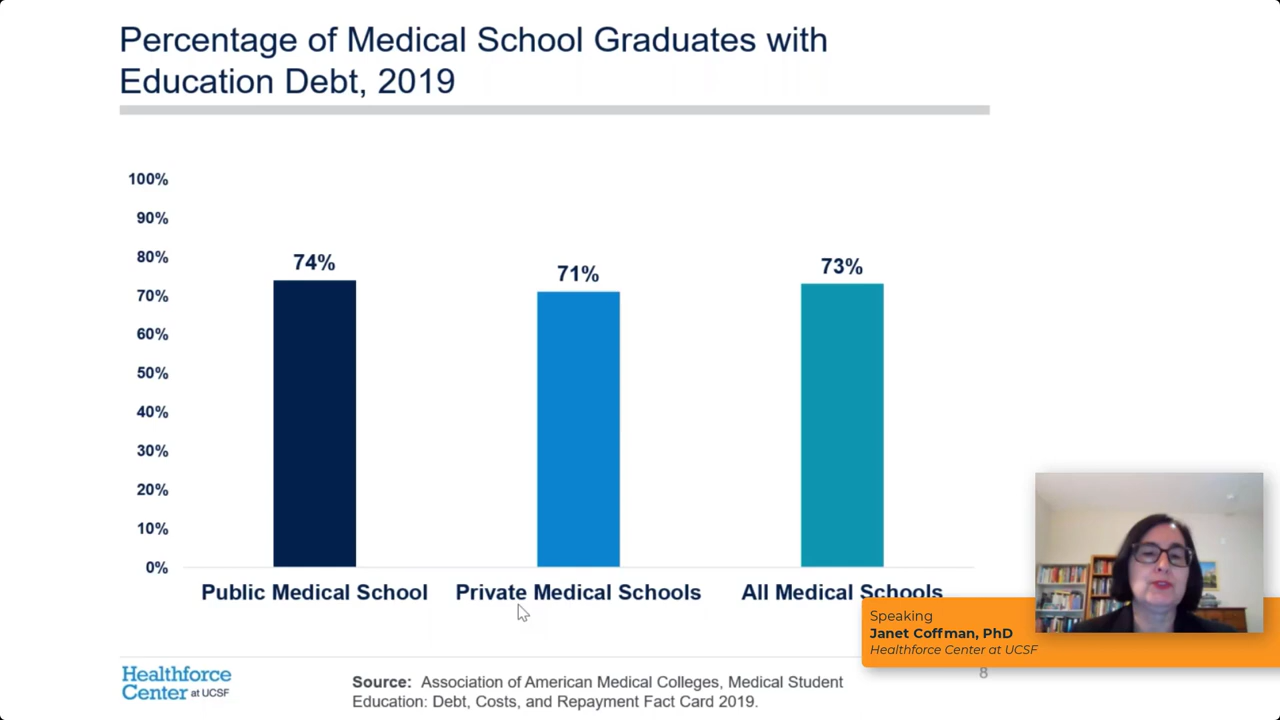 Percentage of Medical School Graduates with
Education Debt, 2019
100%
90%
80%
70%
60%
50%
40%
30%
20%
10%
0%
74%
71%
73%
Public Medical School
Private Medical Schools
All Medical Schools
Speaking
Janet Coffman, PhD
Healthforce Center at UCSF
Healthforce
Center at UCSF
Source: Association of American Medical Colleges, Medical Student
Education: Debt, Costs, and Repayment Fact Card 2019.
8